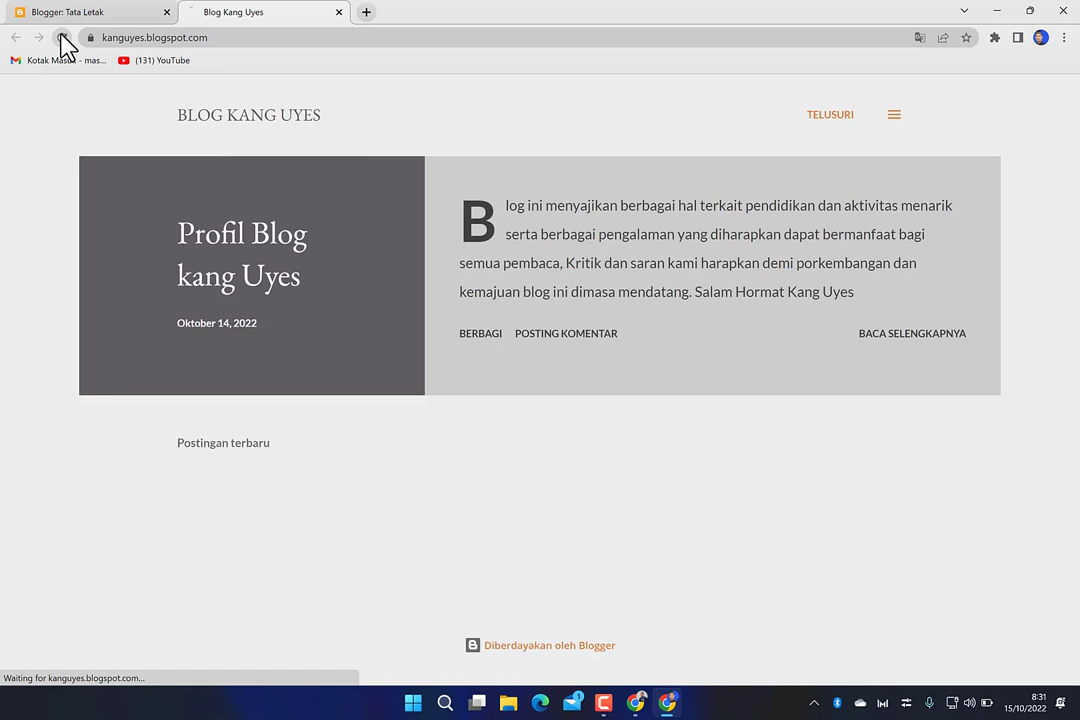 Blogger: Tata Letak
Blog Kang Uyes
kanguyes.blogspot.com
Kotak Masuk - mas...
(131) YouTube
BLOG KANG UYES
TELUSURI
Profil Blog
kang Uyes
Oktober 14, 2022
Blog ini menyajikan berbagai hal terkait pendidikan dan aktivitas menarik
serta berbagai pengalaman yang diharapkan dapat bermanfaat bagi
semua pembaca, Kritik dan saran kami harapkan demi porkembangan dan
kemajuan blog ini dimasa mendatang. Salam Hormat Kang Uyes
BERBAGI
POSTING KOMENTAR
BACA SELENGKAPNYA
Postingan terbaru
Diberdayakan oleh Blogger
Waiting for kanguyes.blogspot.com...
1
8:31
15/10/2022